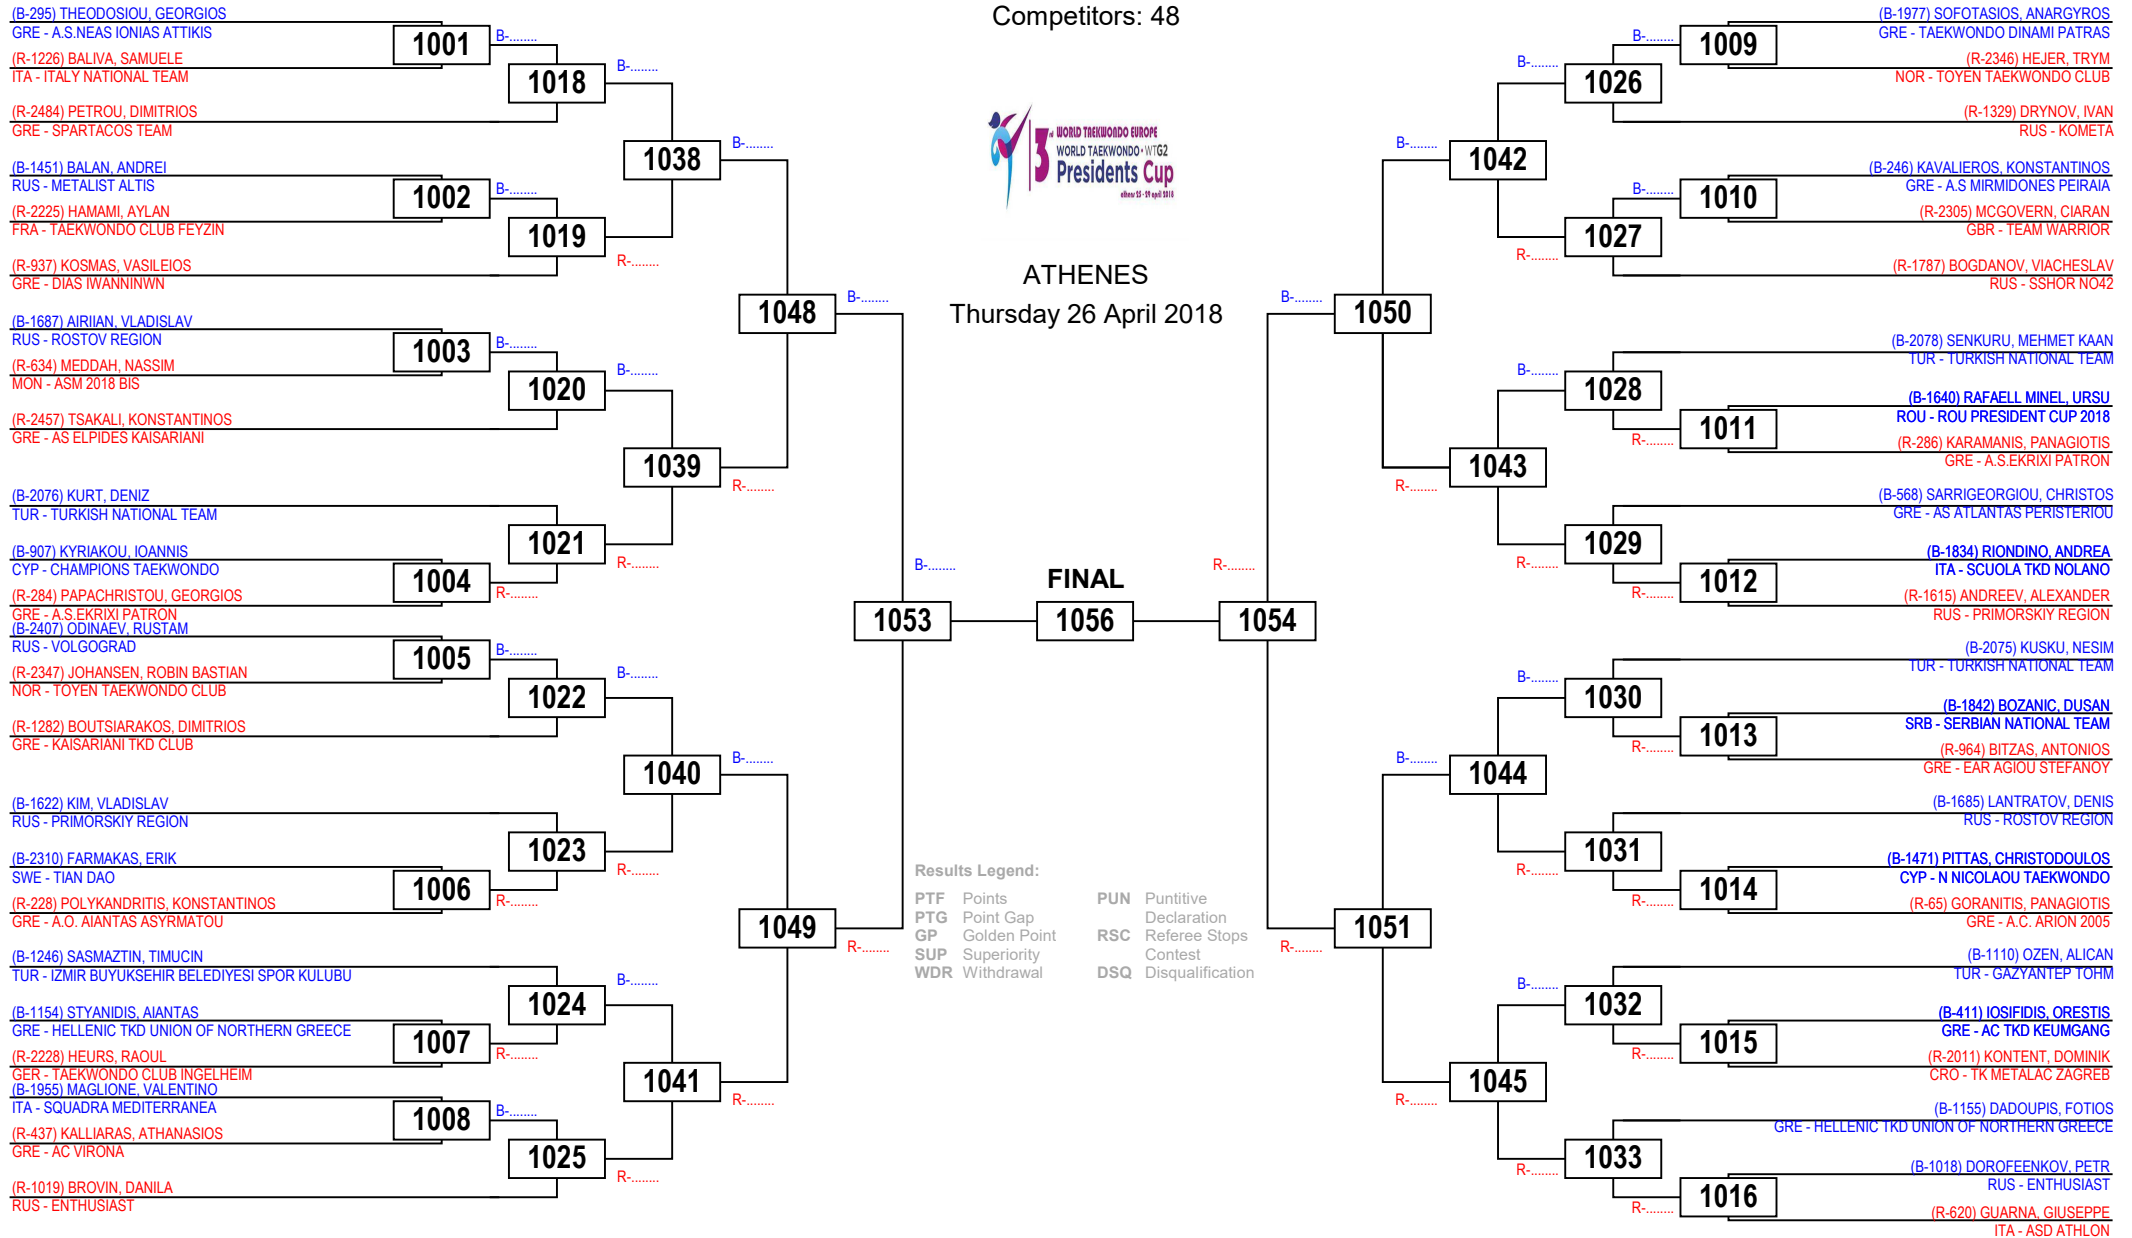 Competitors: 48
3rd WORLD TAEKWONDO EUROPE
WORLD TAEKWONDO • WTG2
Presidents Cup
athens 25 - 29 april 2018
ATHENES
Thursday 26 April 2018
(B-295) THEODOSIOU, GEORGIOS
GRE - A.S.NEAS IONIAS ATTIKIS
1001
B-........
(R-1226) BALIVA, SAMUELE
ITA - ITALY NATIONAL TEAM
1018
B-........
(R-2484) PETROU, DIMITRIOS
GRE - SPARTACOS TEAM
1038
B-........
(B-1451) BALAN, ANDREI
RUS - METALIST ALTIS
1002
B-........
(R-2225) HAMAMI, AYLAN
FRA - TAEKWONDO CLUB FEYZIN
1019
R-........
(R-937) KOSMAS, VASILEIOS
GRE - DIAS IWANNINWN
1048
B-........
(B-1687) AIRIIAN, VLADISLAV
RUS - ROSTOV REGION
1003
B-........
(R-634) MEDDAH, NASSIM
MON - ASM 2018 BIS
1020
B-........
(R-2457) TSAKALI, KONSTANTINOS
GRE - AS ELPIDES KAISARIANI
1039
R-........
(B-2076) KURT, DENIZ
TUR - TURKISH NATIONAL TEAM
1021
R-........
(B-907) KYRIAKOU, IOANNIS
CYP - CHAMPIONS TAEKWONDO
1004
R-........
(R-284) PAPACHRISTOU, GEORGIOS
GRE - A.S.EKRIXI PATRON
B-........
1053
(B-2407) ODINAEV, RUSTAM
RUS - VOLGOGRAD
1005
B-........
(R-2347) JOHANSEN, ROBIN BASTIAN
NOR - TOYEN TAEKWONDO CLUB
1022
B-........
(R-1282) BOUTSIARAKOS, DIMITRIOS
GRE - KAISARIANI TKD CLUB
1040
B-........
(B-1622) KIM, VLADISLAV
RUS - PRIMORSKIY REGION
1023
R-........
(B-2310) FARMAKAS, ERIK
SWE - TIAN DAO
1006
R-........
(R-228) POLYKANDRITIS, KONSTANTINOS
GRE - A.O. AIANTAS ASYRMATOU
1049
R-........
(B-1246) SASMAZTIN, TIMUCIN
TUR - IZMIR BUYUKSEHIR BELEDIYESI SPOR KULUBU
1024
B-........
(B-1154) STYANIDIS, AIANTAS
GRE - HELLENIC TKD UNION OF NORTHERN GREECE
1007
R-........
(R-2228) HEURS, RAOUL
GER - TAEKWONDO CLUB INGELHEIM
1041
R-........
(B-1955) MAGLIONE, VALENTINO
ITA - SQUADRA MEDITERRANEA
1008
B-........
(R-437) KALLIARAS, ATHANASIOS
GRE - AC VIRONA
1025
R-........
(R-1019) BROVIN, DANILA
RUS - ENTHUSIAST
FINAL
1056
Results Legend:
PTF Points
PTG Point Gap
GP Golden Point
SUP Superiority
WDR Withdrawal
PUN Puntitive
Declaration
RSC Referee Stops
Contest
DSQ Disqualification
(B-1977) SOFOTASIOS, ANARGYROS
GRE - TAEKWONDO DINAMI PATRAS
B-........
1009
(R-2346) HEJER, TRYM
NOR - TOYEN TAEKWONDO CLUB
B-........
1026
(R-1329) DRYNOV, IVAN
RUS - KOMETA
B-........
1042
(B-246) KAVALIEROS, KONSTANTINOS
GRE - A.S MIRMIDONES PEIRAIA
B-........
1010
(R-2305) MCGOVERN, CIARAN
GBR - TEAM WARRIOR
R-........
1027
(R-1787) BOGDANOV, VIACHESLAV
RUS - SSHOR NO42
B-........
1050
(B-2078) SENKURU, MEHMET KAAN
TUR - TURKISH NATIONAL TEAM
B-........
1028
(B-1640) RAFAELL MINEL, URSU
ROU - ROU PRESIDENT CUP 2018
R-........
1011
(R-286) KARAMANIS, PANAGIOTIS
GRE - A.S.EKRIXI PATRON
R-........
1043
(B-568) SARRIGEORGIOU, CHRISTOS
GRE - AS ATLANTAS PERISTERIOU
R-........
1029
(B-1834) RIONDINO, ANDREA
ITA - SCUOLA TKD NOLANO
R-........
1012
(R-1615) ANDREEV, ALEXANDER
RUS - PRIMORSKIY REGION
R-........
1054
(B-2075) KUSKU, NESIM
TUR - TURKISH NATIONAL TEAM
B-........
1030
(B-1842) BOZANIC, DUSAN
SRB - SERBIAN NATIONAL TEAM
R-........
1013
(R-964) BITZAS, ANTONIOS
GRE - EAR AGIOU STEFANOY
B-........
1044
(B-1685) LANTRATOV, DENIS
RUS - ROSTOV REGION
R-........
1031
(B-1471) PITTAS, CHRISTODOULOS
CYP - N NICOLAOU TAEKWONDO
R-........
1014
(R-65) GORANITIS, PANAGIOTIS
GRE - A.C. ARION 2005
R-........
1051
(B-1110) OZEN, ALICAN
TUR - GAZYANTEP TOHM
B-........
1032
(B-411) IOSIFIDIS, ORESTIS
GRE - AC TKD KEUMGANG
R-........
1015
(R-2011) KONTENT, DOMINIK
CRO - TK METALAC ZAGREB
R-........
1045
(B-1155) DADOUPIS, FOTIOS
GRE - HELLENIC TKD UNION OF NORTHERN GREECE
R-........
1033
(B-1018) DOROFEENKOV, PETR
RUS - ENTHUSIAST
R-........
1016
(R-620) GUARNA, GIUSEPPE
ITA - ASD ATHLON